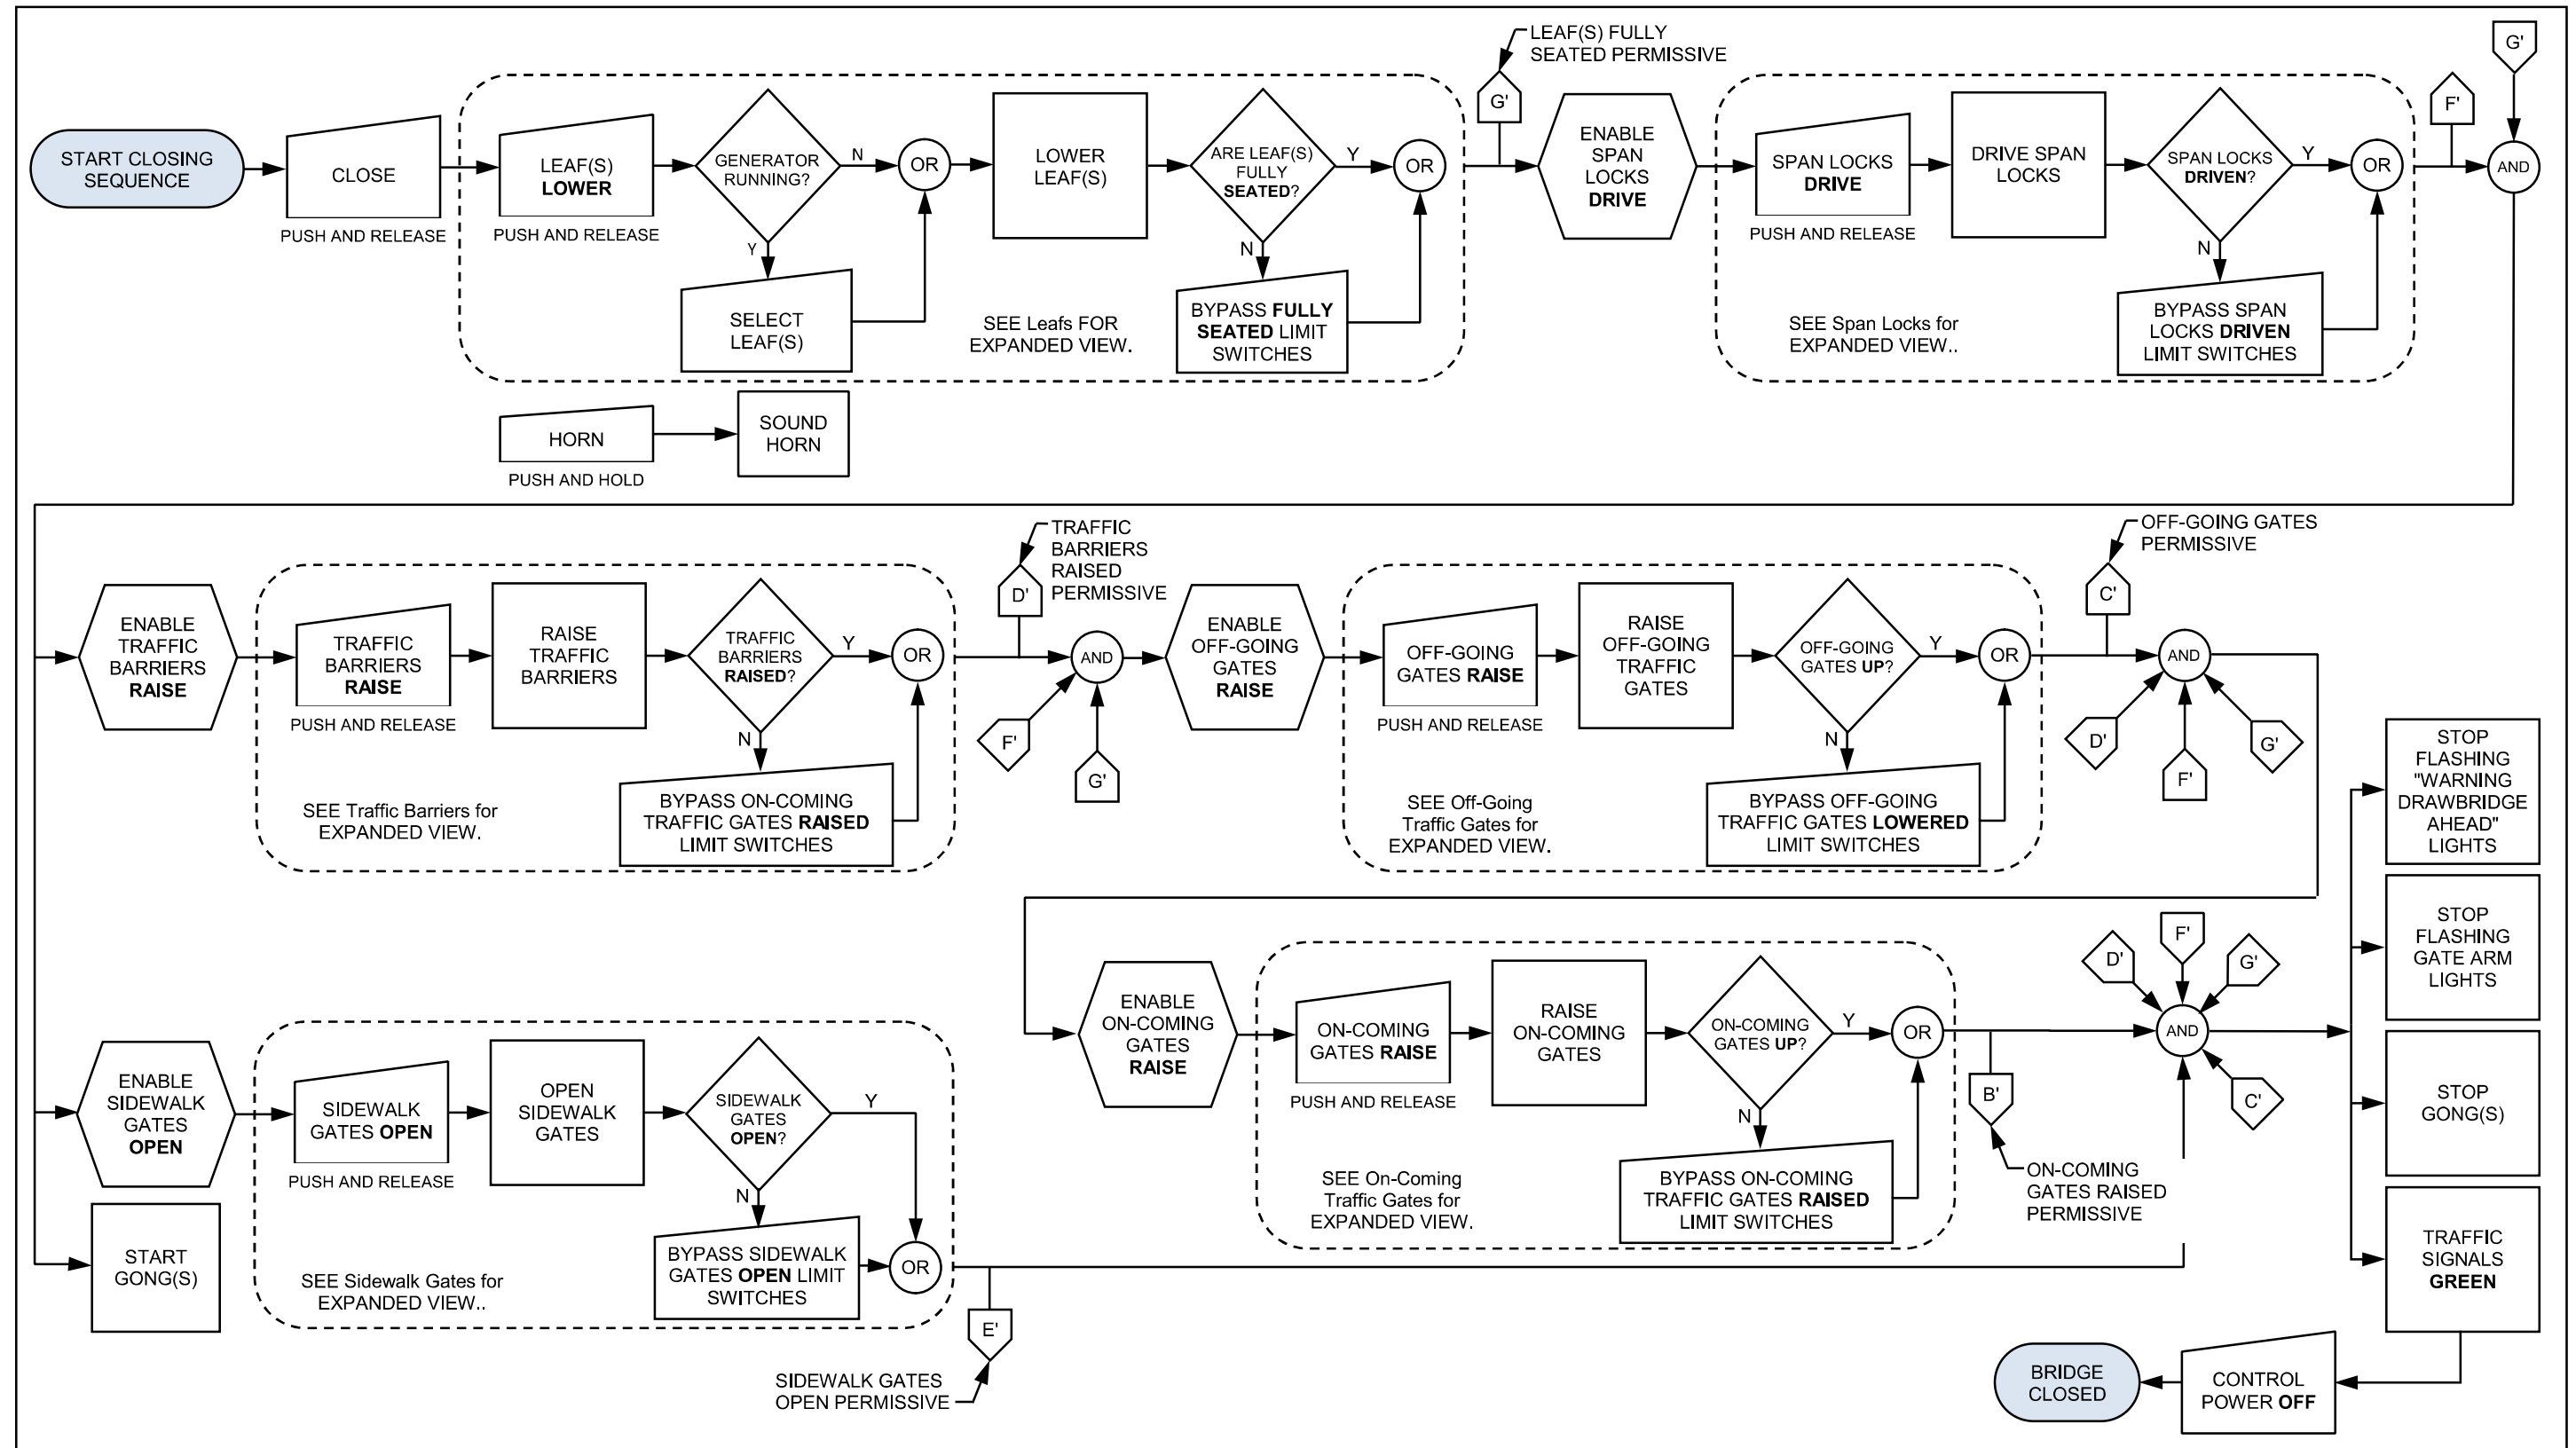 START CLOSING
SEQUENCE
CLOSE
PUSH AND RELEASE
LEAF(S)
LOWER
PUSH AND RELEASE
GENERATOR
RUNNING?
N
Y
OR
SELECT
LEAF(S)
LOWER
LEAF(S)
ARE LEAF(S)
FULLY
SEATED?
Y
N
OR
BYPASS FULLY
SEATED LIMIT
SWITCHES
SEE Leafs FOR
EXPANDED VIEW.
LEAF(S) FULLY
SEATED PERMISSIVE
G'
ENABLE
SPAN
LOCKS
DRIVE
SPAN LOCKS
DRIVE
PUSH AND RELEASE
DRIVE SPAN
LOCKS
SPAN LOCKS
DRIVEN?
Y
N
OR
BYPASS SPAN
LOCKS DRIVEN
LIMIT SWITCHES
SEE Span Locks for
EXPANDED VIEW..
F'
G'
AND
HORN
PUSH AND HOLD
SOUND
HORN
ENABLE
TRAFFIC
BARRIERS
RAISE
TRAFFIC
BARRIERS
RAISE
PUSH AND RELEASE
RAISE
TRAFFIC
BARRIERS
TRAFFIC
BARRIERS
RAISED?
Y
N
OR
BYPASS ON-COMING
TRAFFIC GATES RAISED
LIMIT SWITCHES
SEE Traffic Barriers for
EXPANDED VIEW.
TRAFFIC
BARRIERS
RAISED
PERMISSIVE
D'
AND
F'
G'
ENABLE
OFF-GOING
GATES
RAISE
OFF-GOING
GATES RAISE
PUSH AND RELEASE
RAISE
OFF-GOING
TRAFFIC
GATES
OFF-GOING
GATES UP?
Y
N
OR
BYPASS OFF-GOING
TRAFFIC GATES LOWERED
LIMIT SWITCHES
SEE Off-Going
Traffic Gates for
EXPANDED VIEW.
OFF-GOING GATES
PERMISSIVE
C'
AND
D'
F'
G'
STOP
FLASHING
"WARNING
DRAWBRIDGE
AHEAD"
LIGHTS
STOP
FLASHING
GATE ARM
LIGHTS
STOP
GONG(S)
TRAFFIC
SIGNALS
GREEN
ENABLE
ON-COMING
GATES
RAISE
ON-COMING
GATES RAISE
PUSH AND RELEASE
RAISE
ON-COMING
GATES
ON-COMING
GATES UP?
Y
N
OR
BYPASS ON-COMING
TRAFFIC GATES RAISED
LIMIT SWITCHES
SEE On-Coming
Traffic Gates for
EXPANDED VIEW.
B'
ON-COMING
GATES RAISED
PERMISSIVE
D'
F'
G'
AND
C'
ENABLE
SIDEWALK
GATES
OPEN
SIDEWALK
GATES OPEN
PUSH AND RELEASE
OPEN
SIDEWALK
GATES
SIDEWALK
GATES
OPEN?
Y
N
BYPASS SIDEWALK
GATES OPEN LIMIT
SWITCHES
OR
SEE Sidewalk Gates for
EXPANDED VIEW..
START
GONG(S)
E'
SIDEWALK GATES
OPEN PERMISSIVE
BRIDGE
CLOSED
CONTROL
POWER OFF